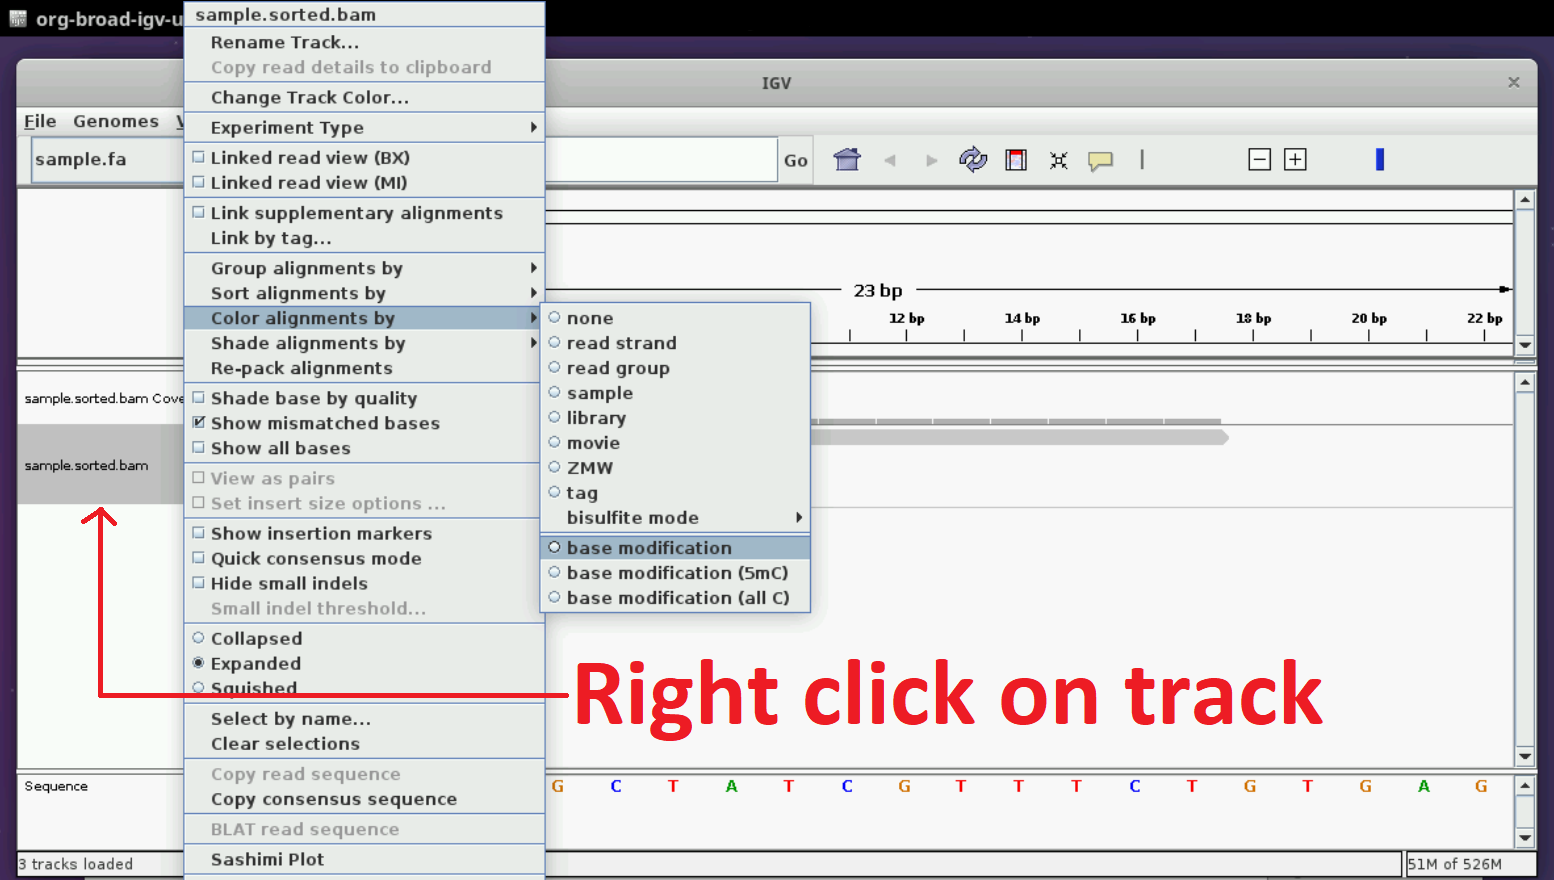 org-broad-igv-u
sample.sorted.bam
Rename Track...
Copy read details to clipboard
IGV
Change Track Color...
File Genomes V
Experiment Type
sample.fa
Go
Linked read view (BX)
Linked read view (MI)
Link supplementary alignments
Link by tag...
Group alignments by
Sort alignments by
23 bp
Color alignments by
none
12 bp 14 bp 16 bp 18 bp 20 bp 22 bp
Shade alignments by
read strand
Re-pack alignments
read group
sample.sorted.bam Cove
Shade base by quality
sample
Show mismatched bases
library
Show all bases
movie
sample.sorted.bam
ZMW
View as pairs
tag
Set insert size options ...
bisulfite mode
Show insertion markers
base modification
Quick consensus mode
base modification (5mC)
Hide small indels
base modification (all C)
Small indel threshold...
Collapsed
Expanded
Squished
Right click on track
Select by name...
Clear selections
Copy read sequence
Sequence
G C T A T C G T T T C T G T G A G
Copy consensus sequence
BLAT read sequence
Sashimi Plot
3 tracks loaded
51M of 526M